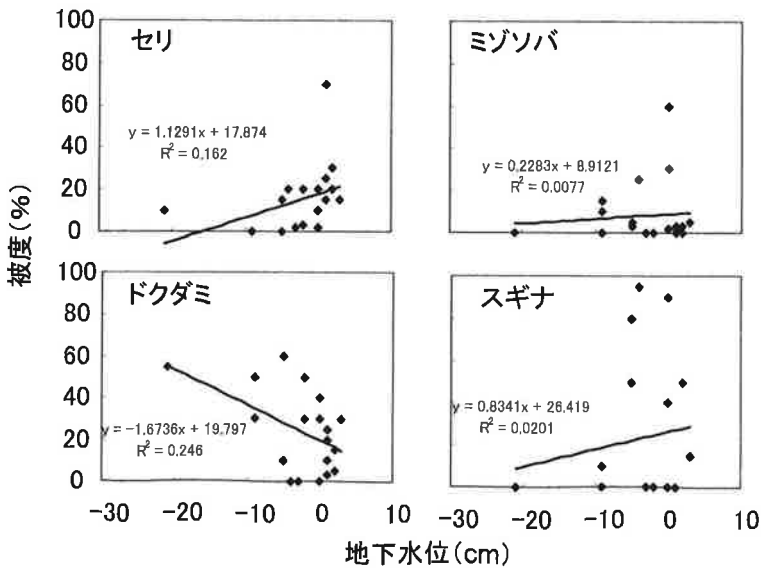 100
80
60
40
20
0
セリ
y = 1.1291x + 17.874
R² = 0.162
ミゾソバ
y = 0.2283x + 8.9121
R² = 0.0077
被度(%)
100
80
60
40
20
0
ドクダミ
y = -1.6736x + 19.797
R² = 0.246
スギナ
y = 0.8341x + 26.419
R² = 0.0201
-30 -20 -10 0 10
-30 -20 -10 0 10
地下水位(cm)